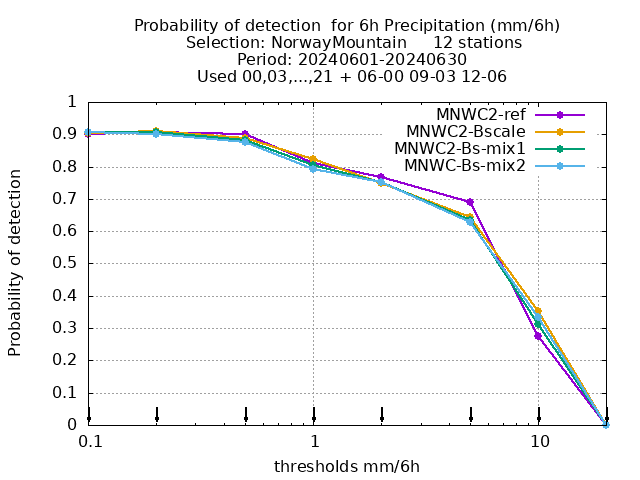 Probability of detection  for 6h Precipitation (mm/6h)
Selection: NorwayMountain     12 stations
Period: 20240601-20240630
Used 00,03,...,21 + 06-00 09-03 12-06
MNWC2-ref
MNWC2-Bscale
MNWC2-Bs-mix1
MNWC-Bs-mix2
Probability of detection
1
0.9
0.8
0.7
0.6
0.5
0.4
0.3
0.2
0.1
0
0.1 1 10
thresholds mm/6h